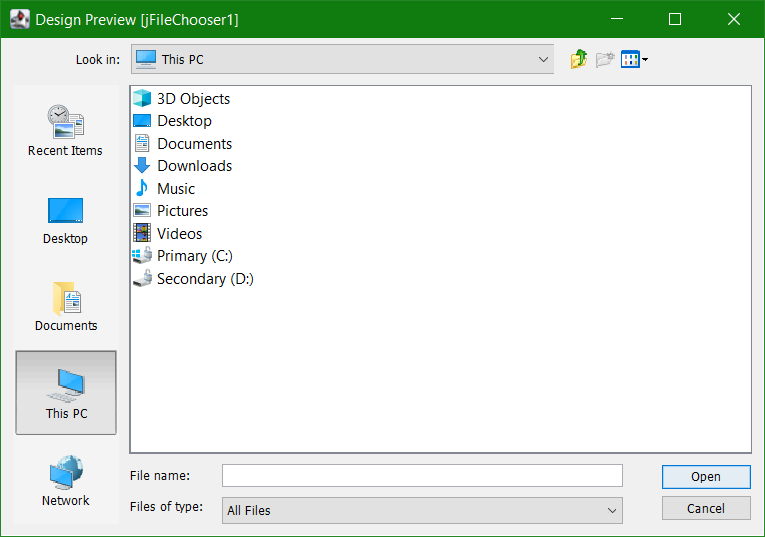 Design Preview [jFileChooser1]
Look in:
This PC
Recent Items
Desktop
Documents
This PC
Network
3D Objects
Desktop
Documents
Downloads
Music
Pictures
Videos
Primary (C:)
Secondary (D:)
File name:
Open
Files of type:
All Files
Cancel